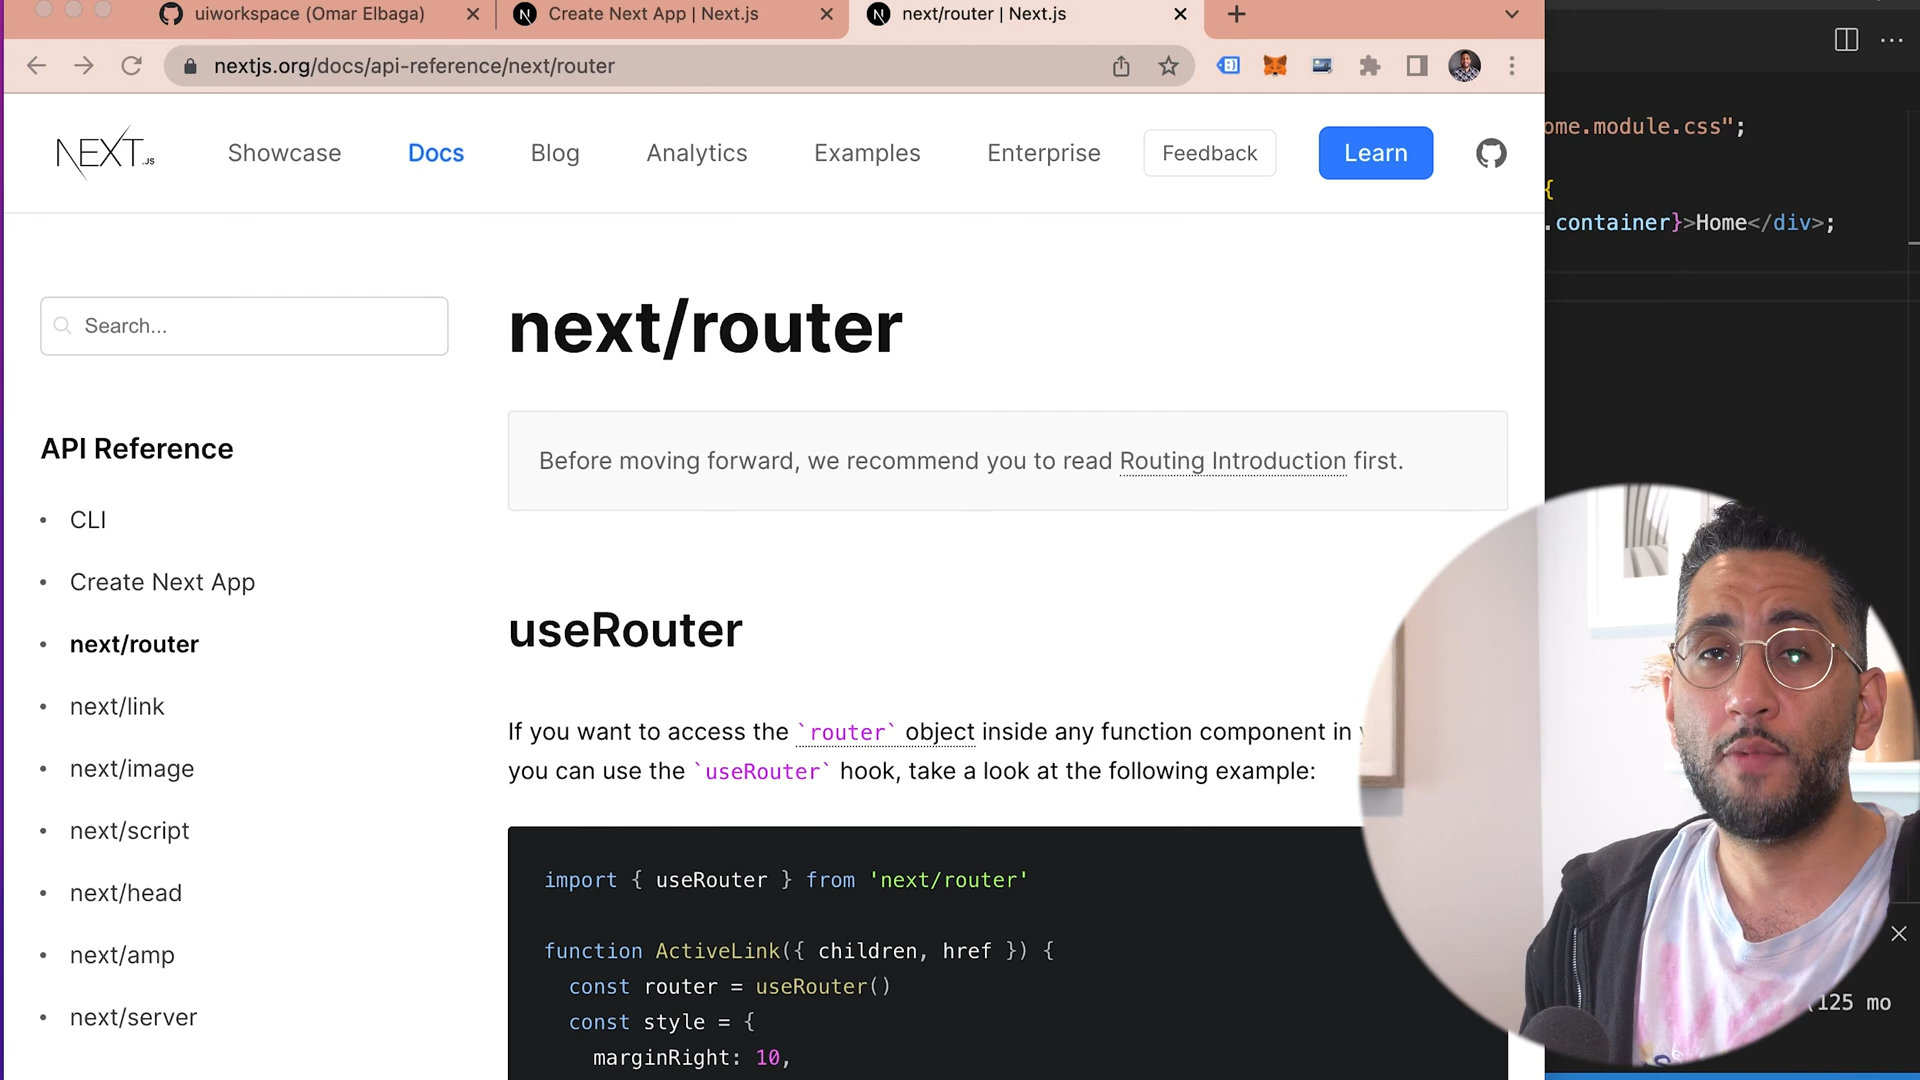 uiworkspace (Omar Elbaga)
Create Next App | Next.js
next/router | Next.js
nextjs.org/docs/api-reference/next/router
NEXT.JS
Showcase
Docs
Blog
Analytics
Examples
Enterprise
Feedback
Learn
Search...
API Reference
• CLI
• Create Next App
• next/router
• next/link
• next/image
• next/script
• next/head
• next/amp
• next/server
next/router
Before moving forward, we recommend you to read Routing Introduction first.
useRouter
If you want to access the `router` object inside any function component in
you can use the `useRouter` hook, take a look at the following example:
import { useRouter } from 'next/router'
function ActiveLink({ children, href }) {
const router = useRouter()
const style = {
marginRight: 10,
ome.module.css";
{
.container}>Home</div>;
(125 mo